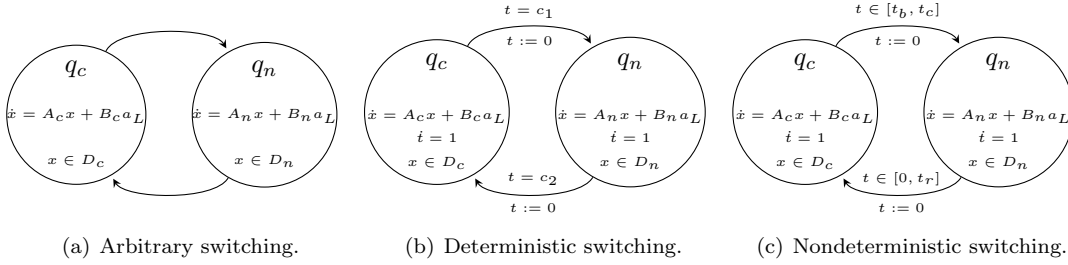 t = c₁
t := 0
q_c
q_n
ẋ = A_c x + B_c a_L
ẋ = A_n x + B_n a_L
x ∈ D_c
x ∈ D_n
(a) Arbitrary switching.
q_c
q_n
ẋ = A_c x + B_c a_L
ẋ = A_n x + B_n a_L
ṫ = 1
ṫ = 1
x ∈ D_c
x ∈ D_n
t = c₂
t := 0
(b) Deterministic switching.
t ∈ [t_b, t_c]
t := 0
q_c
q_n
ẋ = A_c x + B_c a_L
ẋ = A_n x + B_n a_L
ṫ = 1
ṫ = 1
x ∈ D_c
x ∈ D_n
t ∈ [0, t_r]
t := 0
(c) Nondeterministic switching.